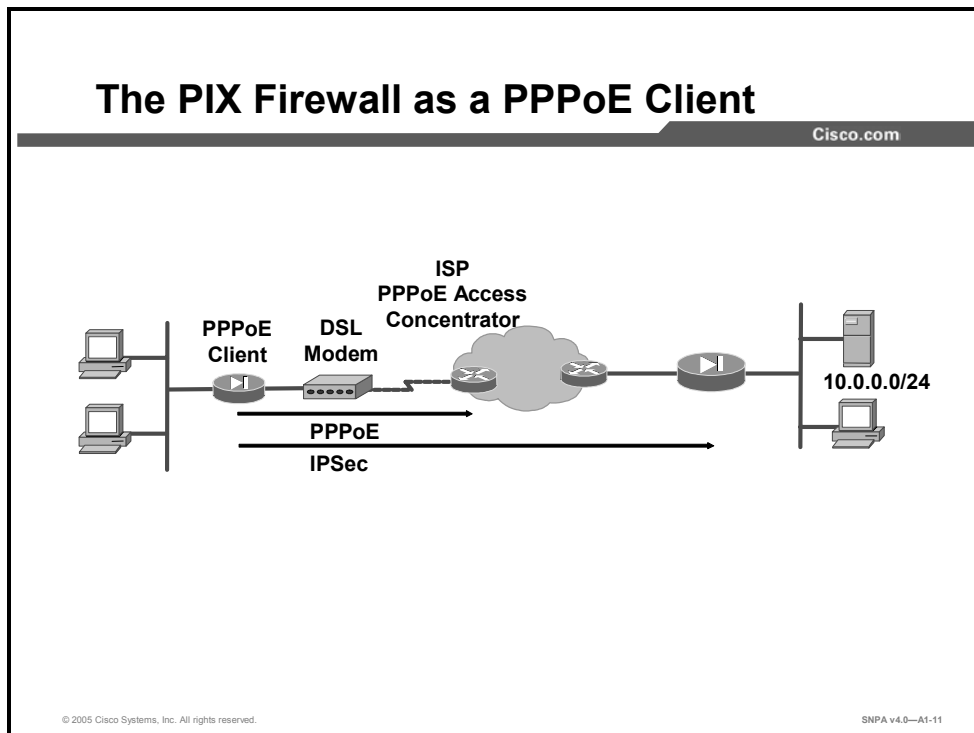 The PIX Firewall as a PPPoE Client
Cisco.com
ISP
PPPoE Access
Concentrator
PPPoE
Client
DSL
Modem
10.0.0.0/24
PPPoE
IPSec
© 2005 Cisco Systems, Inc. All rights reserved.
SNPA v4.0—A1-11